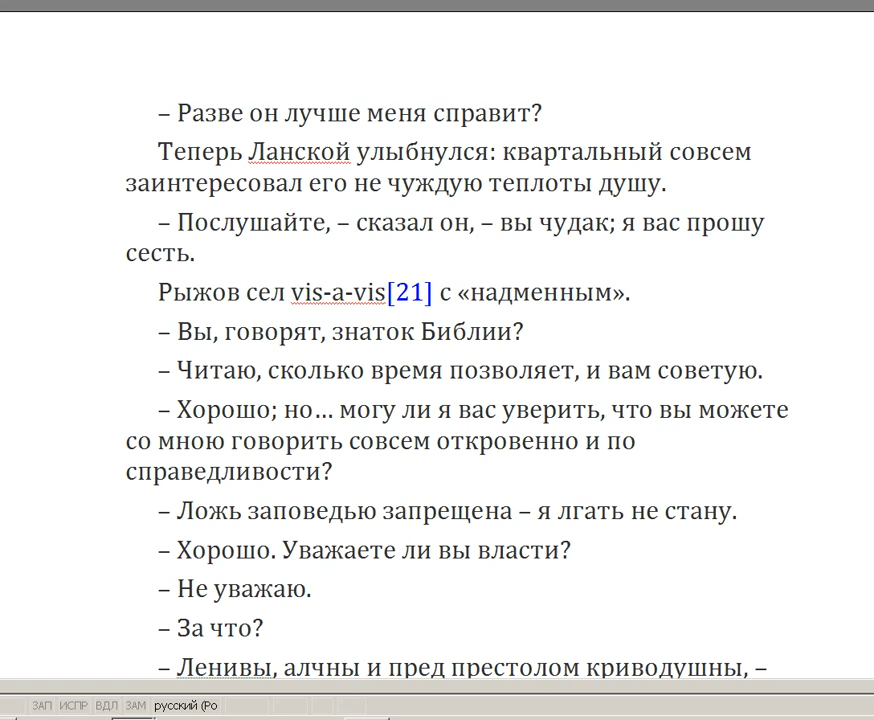 – Разве он лучше меня справит?
Теперь Ланской улыбнулся: квартальный совсем
заинтересовал его не чуждую теплоты душу.
– Послушайте, – сказал он, – вы чудак; я вас прошу
сесть.
Рыжов сел vis-a-vis[21] с «надменным».
– Вы, говорят, знаток Библии?
– Читаю, сколько время позволяет, и вам советую.
– Хорошо; но… могу ли я вас уверить, что вы можете
со мною говорить совсем откровенно и по
справедливости?
– Ложь заповедью запрещена – я лгать не стану.
– Хорошо. Уважаете ли вы власти?
– Не уважаю.
– За что?
– Ленивы, алчны и пред престолом криводушны, –
ЗАП ИСПР ВДЛ ЗАМ русский (Ро